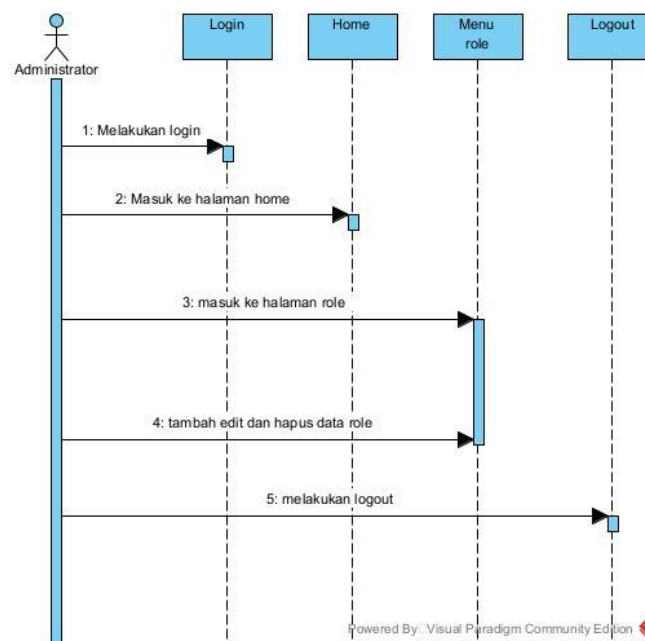 Login
Home
Menu
role
Logout
Administrator
1: Melakukan login
2: Masuk ke halaman home
3: masuk ke halaman role
4: tambah edit dan hapus data role
5: melakukan logout
Powered By Visual Paradigm Community Edition